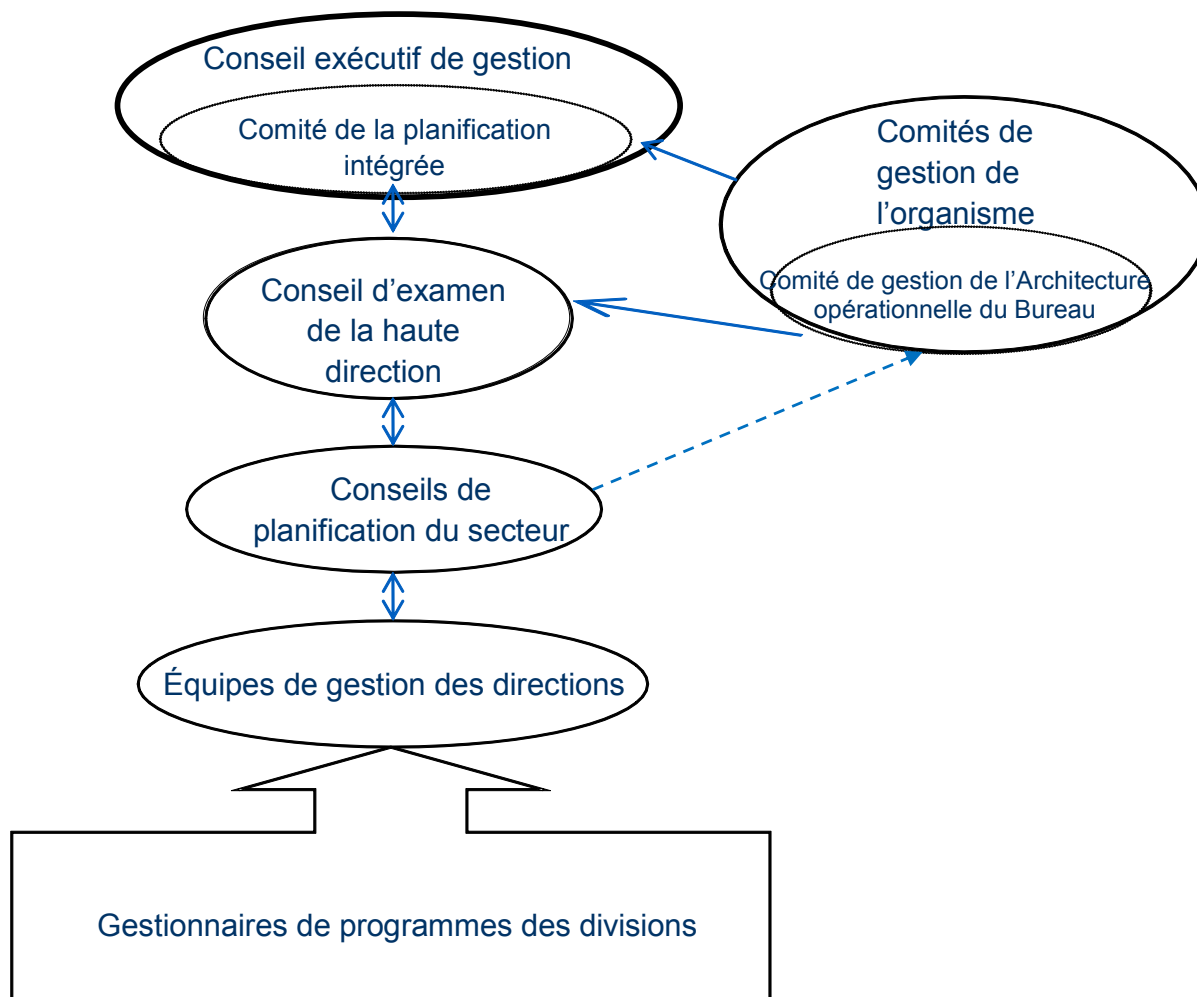 Conseil exécutif de gestion
Comité de la planification
intégrée
Comités de
gestion de
l’organisme
Comité de gestion de l’Architecture
opérationnelle du Bureau
Conseil d’examen
de la haute
direction
Conseils de
planification du secteur
Équipes de gestion des directions
Gestionnaires de programmes des divisions